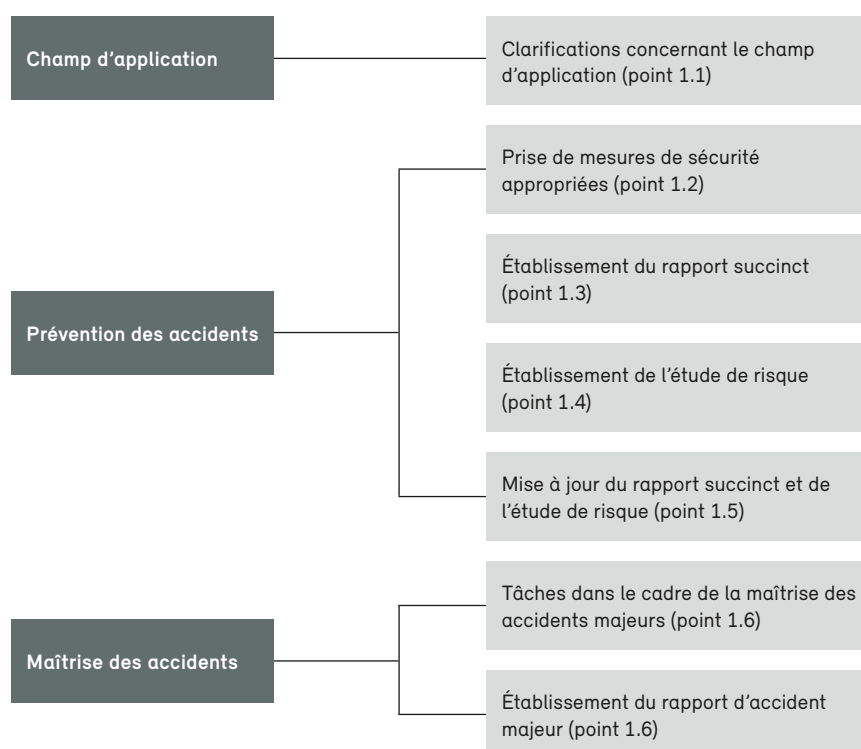 Champ d'application
Clarifications concernant le champ
d'application (point 1.1)
Prévention des accidents
Prise de mesures de sécurité
appropriées (point 1.2)
Établissement du rapport succinct
(point 1.3)
Établissement de l'étude de risque
(point 1.4)
Mise à jour du rapport succinct et de
l'étude de risque (point 1.5)
Maîtrise des accidents
Tâches dans le cadre de la maîtrise des
accidents majeurs (point 1.6)
Établissement du rapport d'accident
majeur (point 1.6)